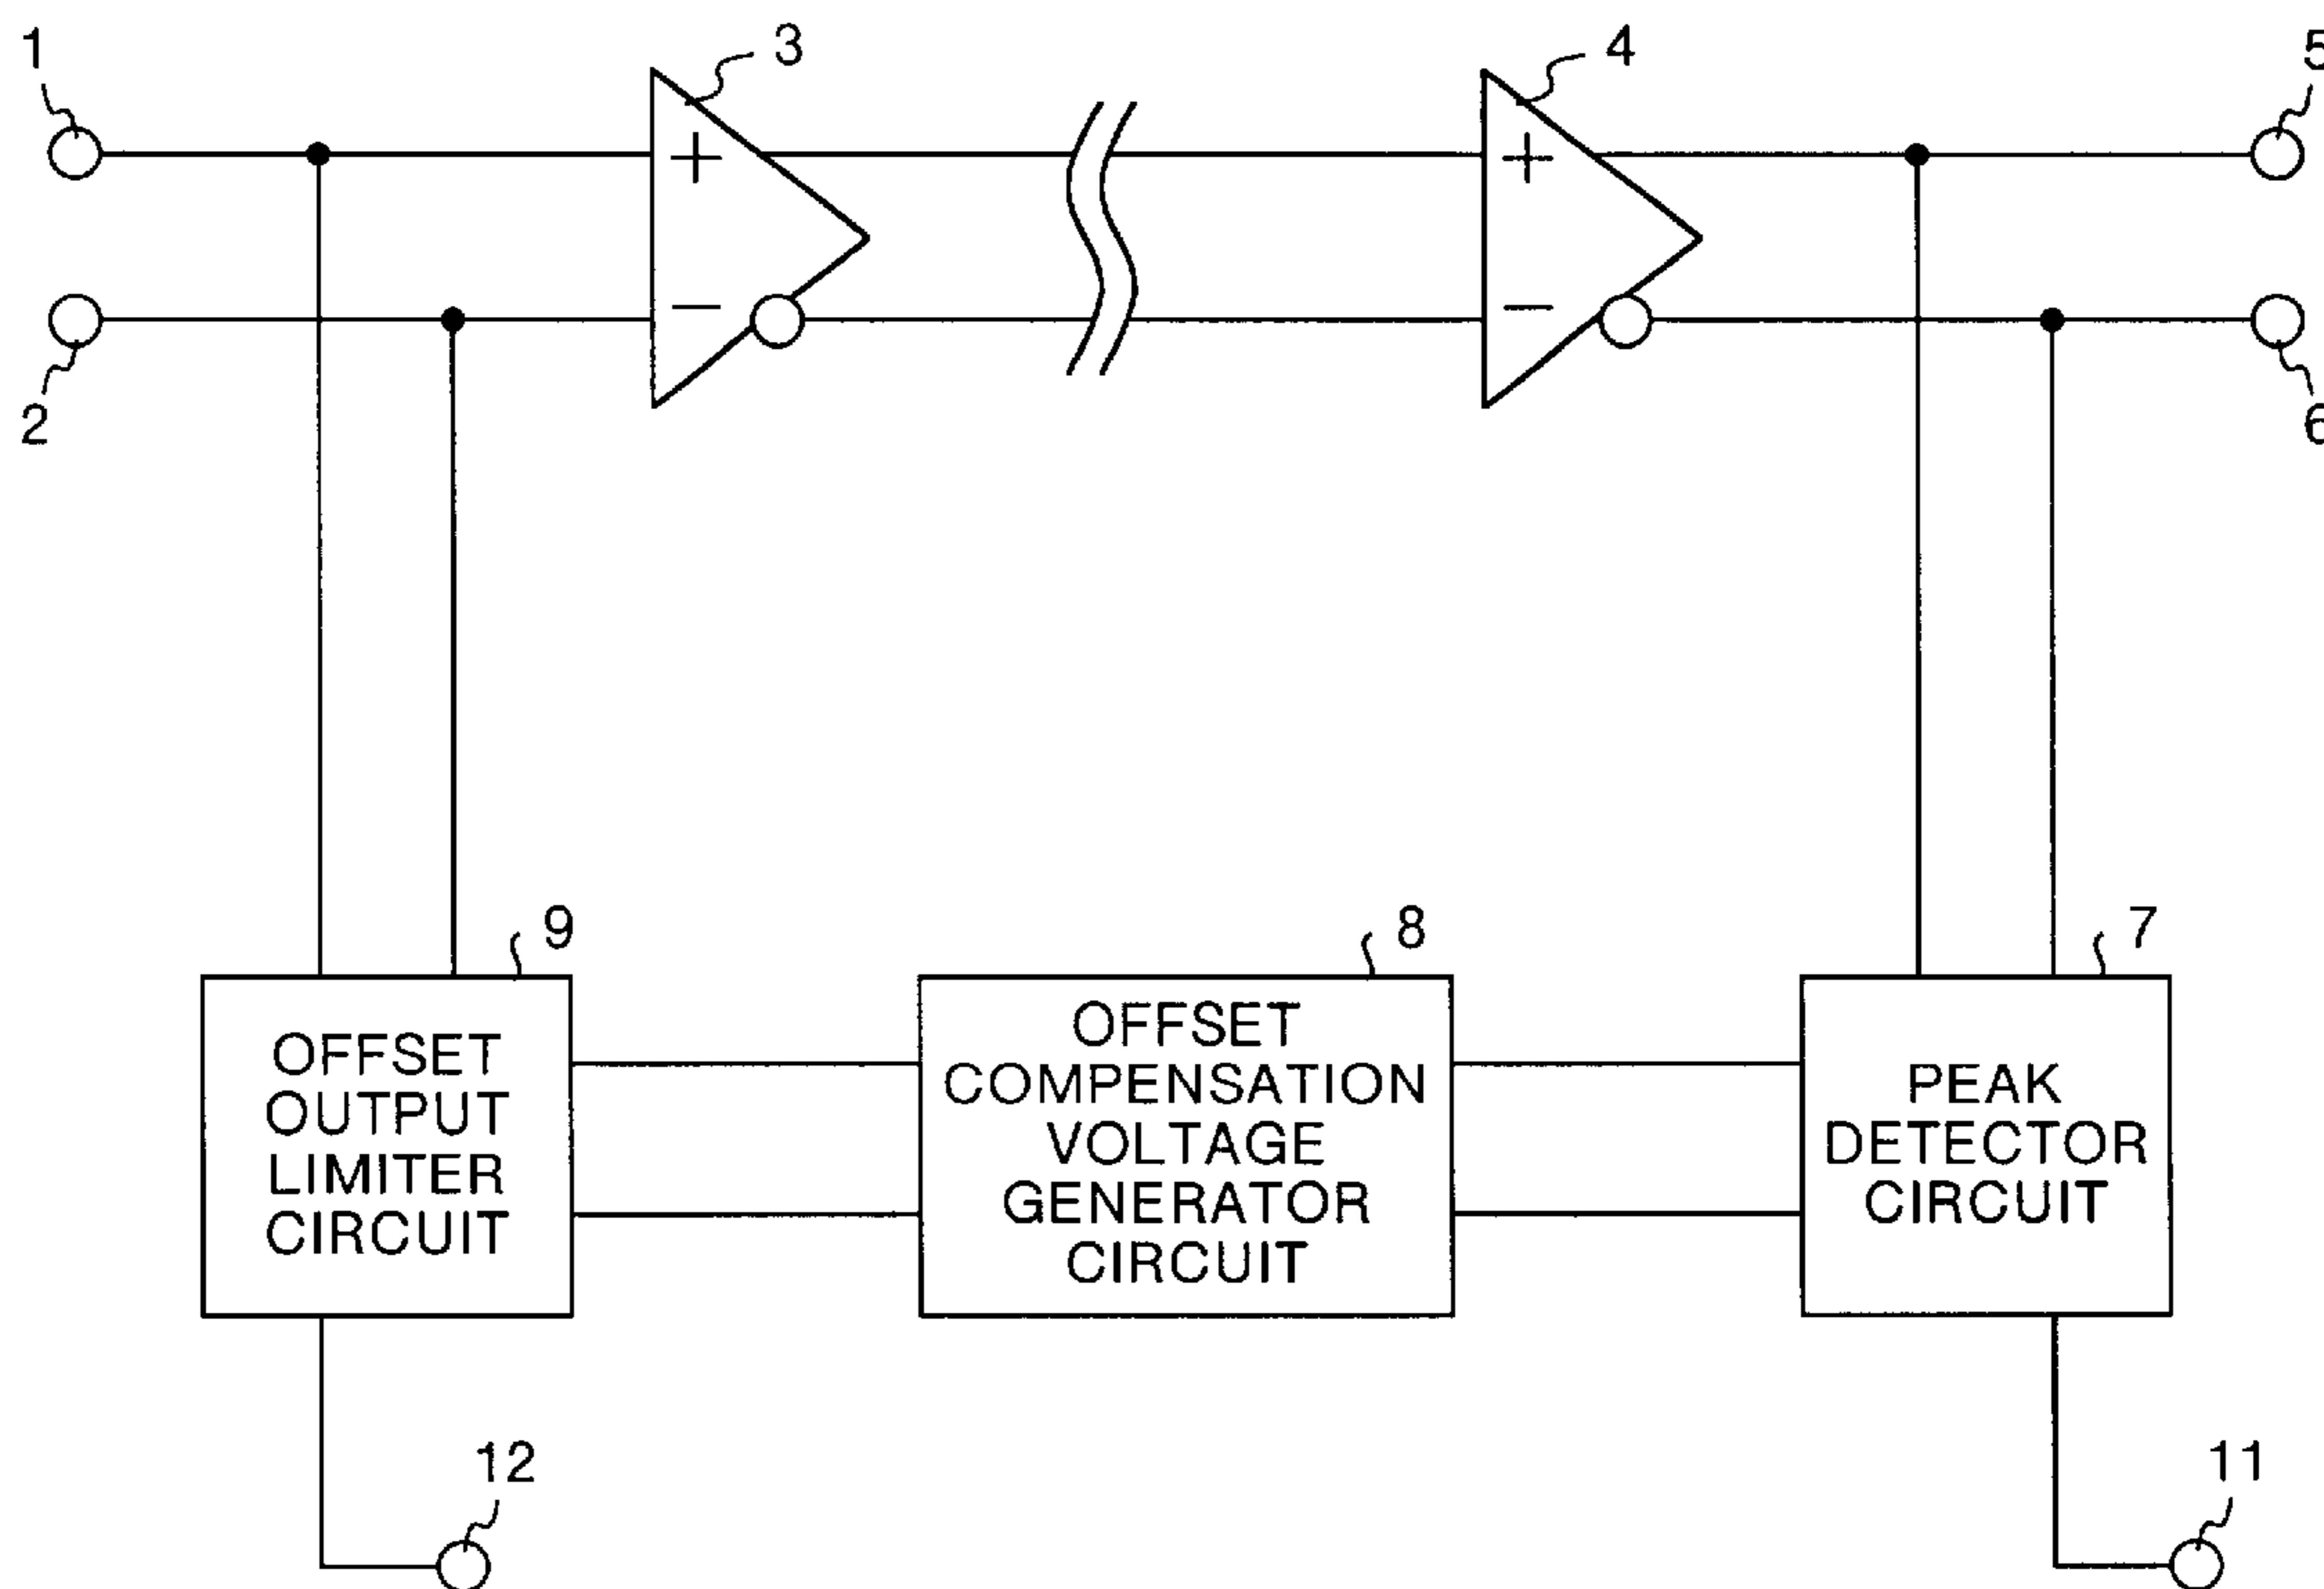 1
3
4
5
+
+
−
−
2
6
9
8
7
OFFSET
OUTPUT
LIMITER
CIRCUIT
OFFSET
COMPENSATION
VOLTAGE
GENERATOR
CIRCUIT
PEAK
DETECTOR
CIRCUIT
12
11